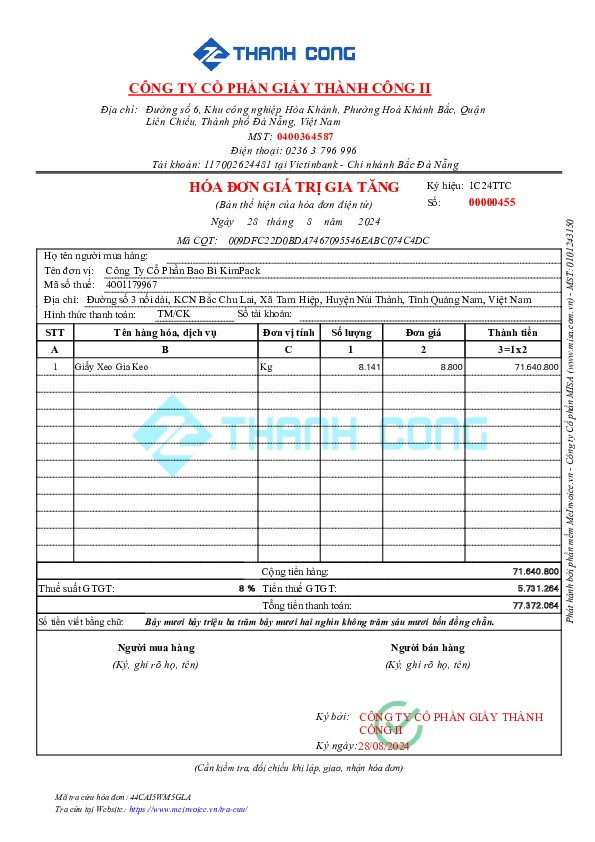 THANH CONG
CÔNG TY CỔ PHẦN GIẤY THÀNH CÔNG II
Địa chỉ: Đường số 6, Khu công nghiệp Hòa Khánh, Phường Hoà Khánh Bắc, Quận
Liên Chiểu, Thành phố Đà Nẵng, Việt Nam
MST: 0400364587
Điện thoại: 0236 3 796 996
Tài khoản: 117002624481 tại Victinbank - Chi nhánh Bắc Đà Nẵng
HÓA ĐƠN GIÁ TRỊ GIA TĂNG
Ký hiệu: 1C24TTC
(Bản thể hiện của hóa đơn điện tử)
Số: 00000455
Ngày 28 tháng 8 năm 2024
Mã CQT: 009DFC22D0BDA7467095546EABC074C4DC
Họ tên người mua hàng:
Tên đơn vị: Công Ty Cổ Phần Bao Bì KimPack
Mã số thuế: 4001179967
Địa chỉ: Đường số 3 nối dài, KCN Bắc Chu Lai, Xã Tam Hiệp, Huyện Núi Thành, Tỉnh Quảng Nam, Việt Nam
Hình thức thanh toán: TM/CK Số tài khoản:
STT Tên hàng hóa, dịch vụ Đơn vị tính Số lượng Đơn giá Thành tiền
A B C 1 2 3=1x2
1 Giấy Xeo Gia Keo Kg 8.141 8.800 71.640.800
THANH CONG
Cộng tiền hàng: 71.640.800
Thuế suất GTGT: 8 % Tiền thuế GTGT: 5.731.264
Tổng tiền thanh toán: 77.372.064
Số tiền viết bằng chữ: Bảy mươi bảy triệu ba trăm bảy mươi hai nghìn không trăm sáu mươi bốn đồng chẵn.
Người mua hàng Người bán hàng
(Ký, ghi rõ họ, tên) (Ký, ghi rõ họ, tên)
Ký bởi: CÔNG TY CỔ PHẦN GIẤY THÀNH
CÔNG II
Ký ngày: 28/08/2024
(Cần kiểm tra, đối chiếu khi lập, giao, nhận hóa đơn)
Mã tra cứu hóa đơn: 44CAI5WM5GLA
Tra cứu tại Website: https://www.meinvoice.vn/tra-cuu/
Phát hành bởi phần mềm MeInvoice.vn - Công ty Cổ phần MISA (www.misa.com.vn) - MST: 0101243150